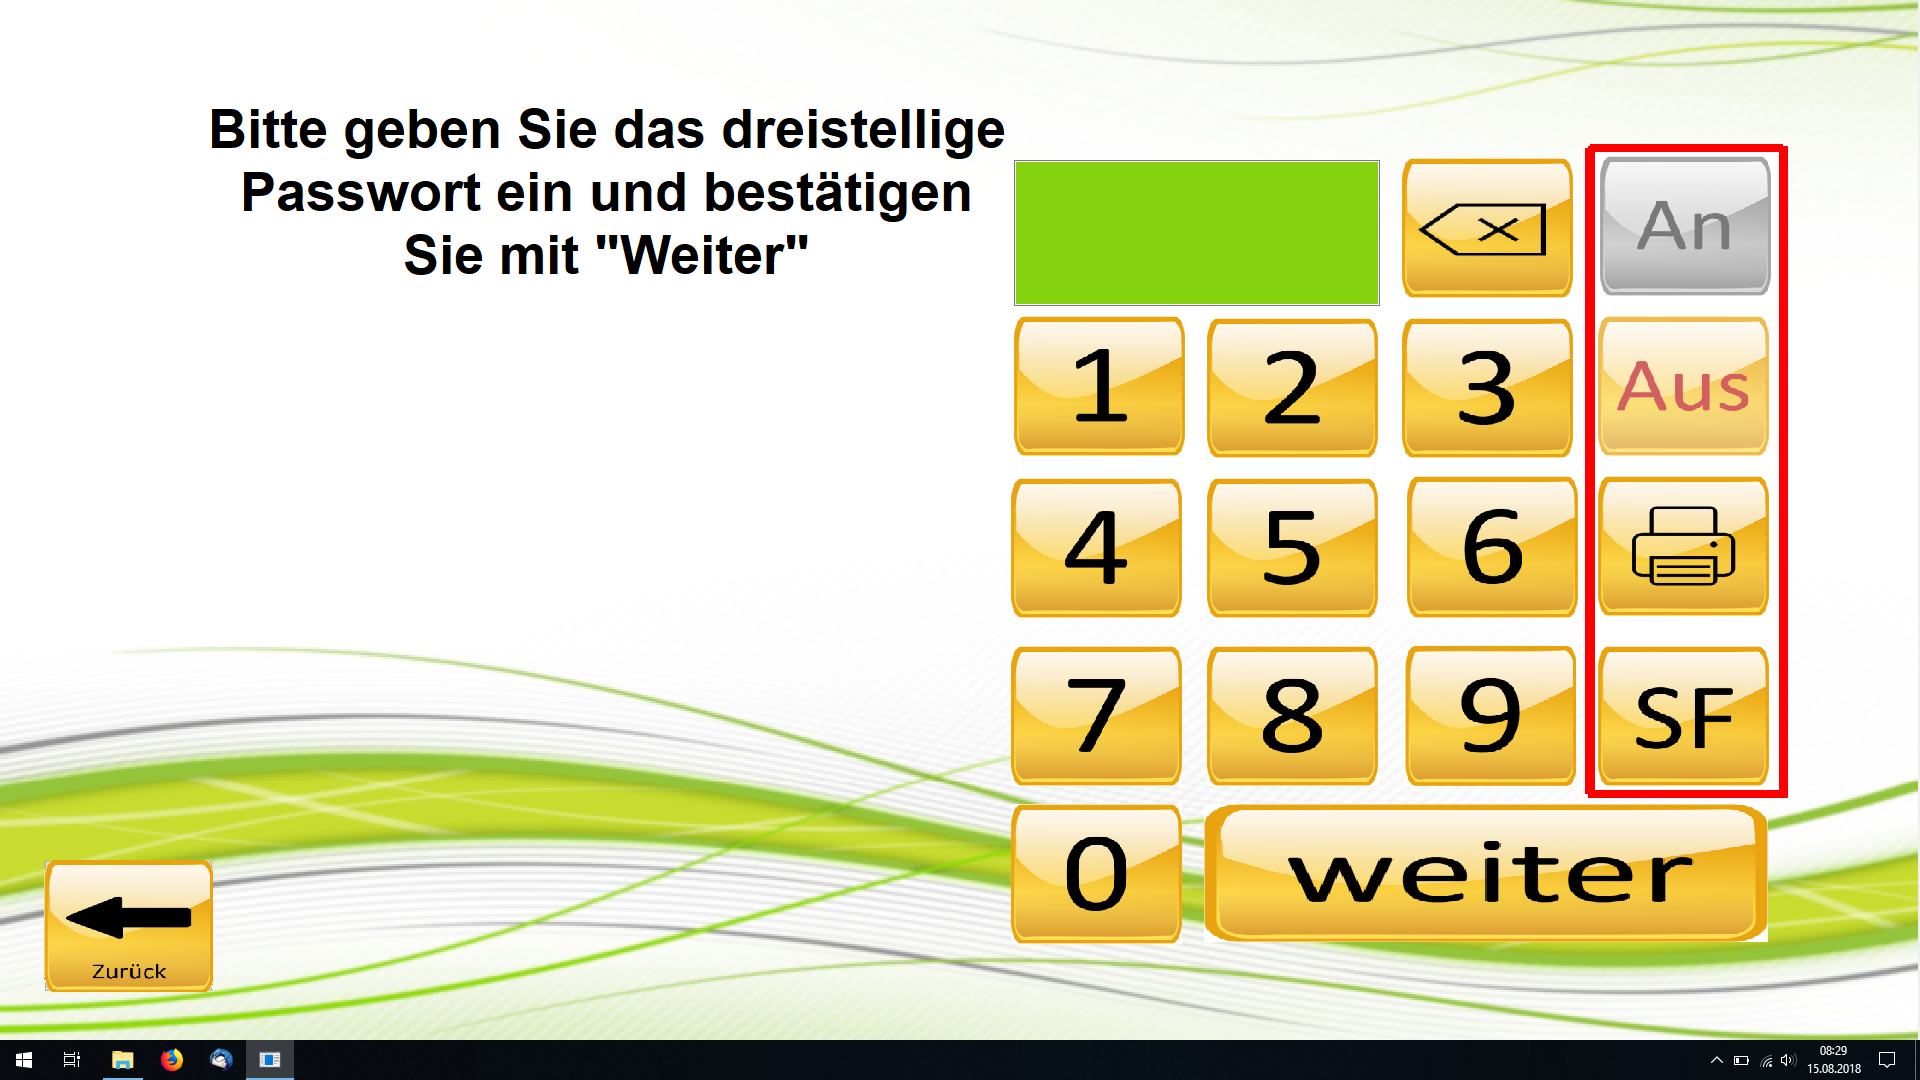 Bitte geben Sie das dreistellige
Passwort ein und bestätigen
Sie mit "Weiter"
An
1 2 3 Aus
4 5 6
7 8 9 SF
0 weiter
Zurück
08:29
15.08.2018